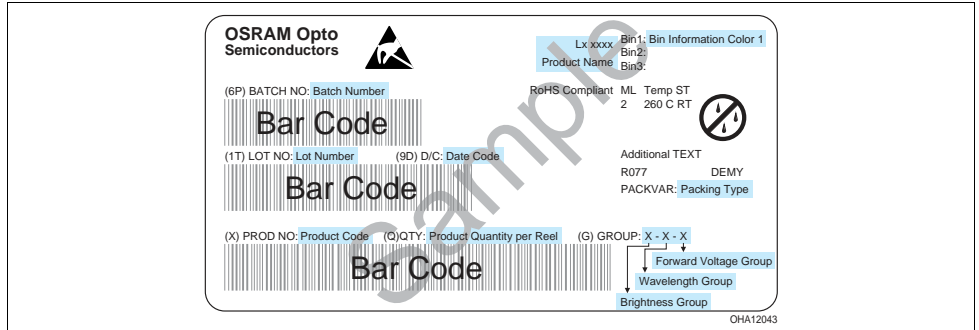 OSRAM Opto
Semiconductors
Lx xxxx
Product Name
Bin1: Bin Information Color 1
Bin2:
Bin3:
RoHS Compliant ML Temp ST
2 260 C RT
(6P) BATCH NO: Batch Number
Bar Code
(1T) LOT NO: Lot Number (9D) D/C: Date Code
Bar Code
Additional TEXT
R077 DEMY
PACKVAR: Packing Type
(X) PROD NO: Product Code (Q)QTY: Product Quantity per Reel (G) GROUP: X - X - X
Bar Code
Forward Voltage Group
Wavelength Group
Brightness Group
Sample
OHA12043